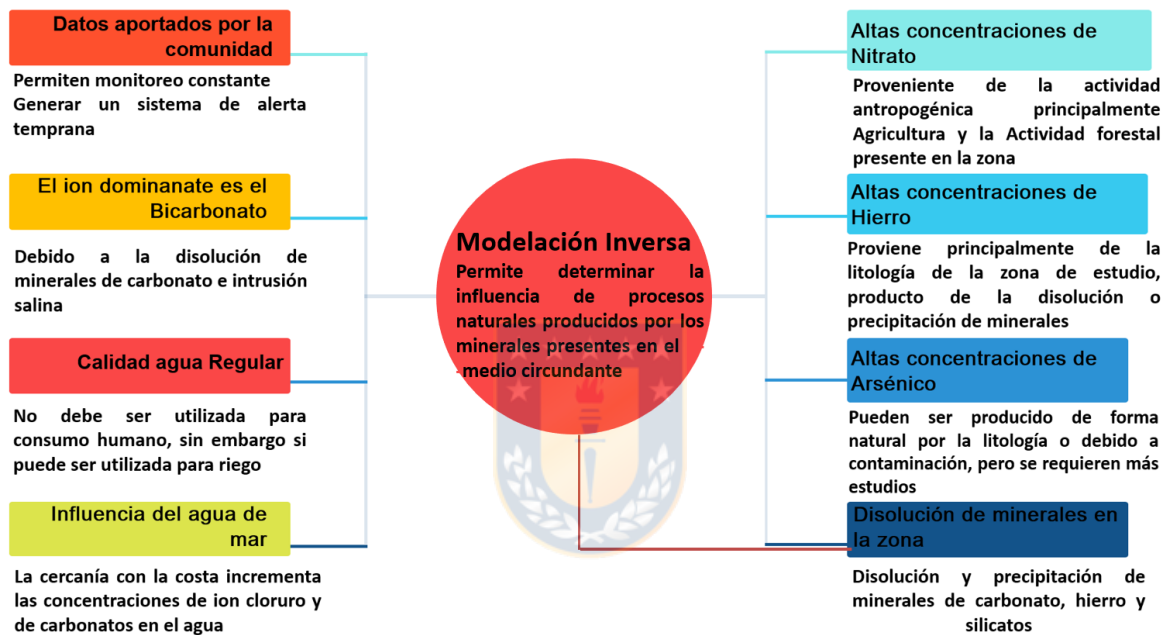 Datos aportados por la
comunidad
Permiten monitoreo constante
Generar un sistema de alerta
temprana
El ion dominanate es el
Bicarbonato
Debido a la disolución de
minerales de carbonato e intrusión
salina
Calidad agua Regular
No debe ser utilizada para
consumo humano, sin embargo si
puede ser utilizada para riego
Influencia del agua de
mar
La cercanía con la costa incrementa
las concentraciones de ion cloruro y
de carbonatos en el agua
Modelación Inversa
Permite determinar la
influencia de procesos
naturales producidos por los
minerales presentes en el
medio circundante
Altas concentraciones de
Nitrato
Proveniente de la actividad
antropogénica principalmente
Agricultura y la Actividad forestal
presente en la zona
Altas concentraciones de
Hierro
Proviene principalmente de la
litología de la zona de estudio,
producto de la disolución o
precipitación de minerales
Altas concentraciones de
Arsénico
Pueden ser producido de forma
natural por la litología o debido a
contaminación, pero se requieren más
estudios
Disolución de minerales en
la zona
Disolución y precipitación de
minerales de carbonato, hierro y
silicatos